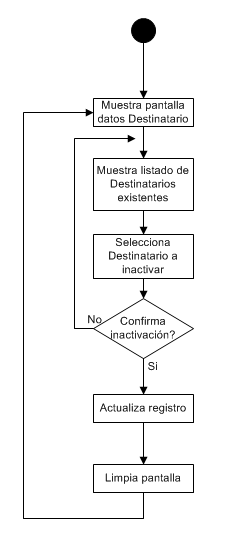 Muestra pantalla
datos Destinatario
Muestra listado de
Destinatarios
existentes
Selecciona
Destinatario a
inactivar
No
Confirma
inactivación?
Si
Actualiza registro
Limpia pantalla